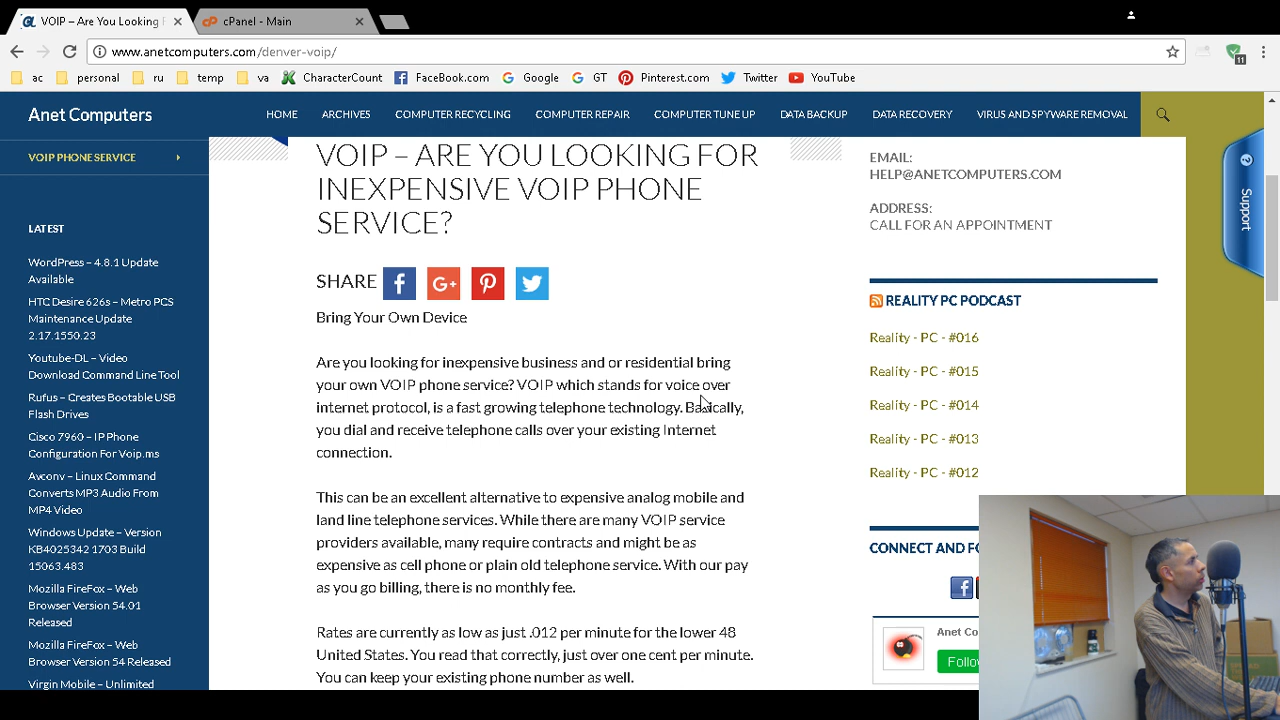 VOIP – Are You Looking F
cPanel - Main
www.anetcomputers.com/denver-voip/
11
ac
personal
ru
temp
va
CharacterCount
FaceBook.com
Google
GT
Pinterest.com
Twitter
YouTube
Anet Computers
HOME
ARCHIVES
COMPUTER RECYCLING
COMPUTER REPAIR
COMPUTER TUNE UP
DATA BACKUP
DATA RECOVERY
VIRUS AND SPYWARE REMOVAL
VOIP PHONE SERVICE
LATEST
WordPress – 4.8.1 Update
Available
HTC Desire 626s – Metro PCS
Maintenance Update
2.17.1550.23
Youtube-DL – Video
Download Command Line Tool
Rufus – Creates Bootable USB
Flash Drives
Cisco 7960 – IP Phone
Configuration For Voip.ms
Avconv – Linux Command
Converts MP3 Audio From
MP4 Video
Windows Update – Version
KB4025342 1703 Build
15063.483
Mozilla FireFox – Web
Browser Version 54.01
Released
Mozilla FireFox – Web
Browser Version 54 Released
Virgin Mobile – Unlimited
VOIP – ARE YOU LOOKING FOR
INEXPENSIVE VOIP PHONE
SERVICE?
SHARE
Bring Your Own Device
Are you looking for inexpensive business and or residential bring
your own VOIP phone service? VOIP which stands for voice over
internet protocol, is a fast growing telephone technology. Basically,
you dial and receive telephone calls over your existing Internet
connection.
This can be an excellent alternative to expensive analog mobile and
land line telephone services. While there are many VOIP service
providers available, many require contracts and might be as
expensive as cell phone or plain old telephone service. With our pay
as you go billing, there is no monthly fee.
Rates are currently as low as just .012 per minute for the lower 48
United States. You read that correctly, just over one cent per minute.
You can keep your existing phone number as well.
EMAIL:
HELP@ANETCOMPUTERS.COM
ADDRESS:
CALL FOR AN APPOINTMENT
REALITY PC PODCAST
Reality - PC - #016
Reality - PC - #015
Reality - PC - #014
Reality - PC - #013
Reality - PC - #012
CONNECT AND FO
Anet Co
Follow
Support